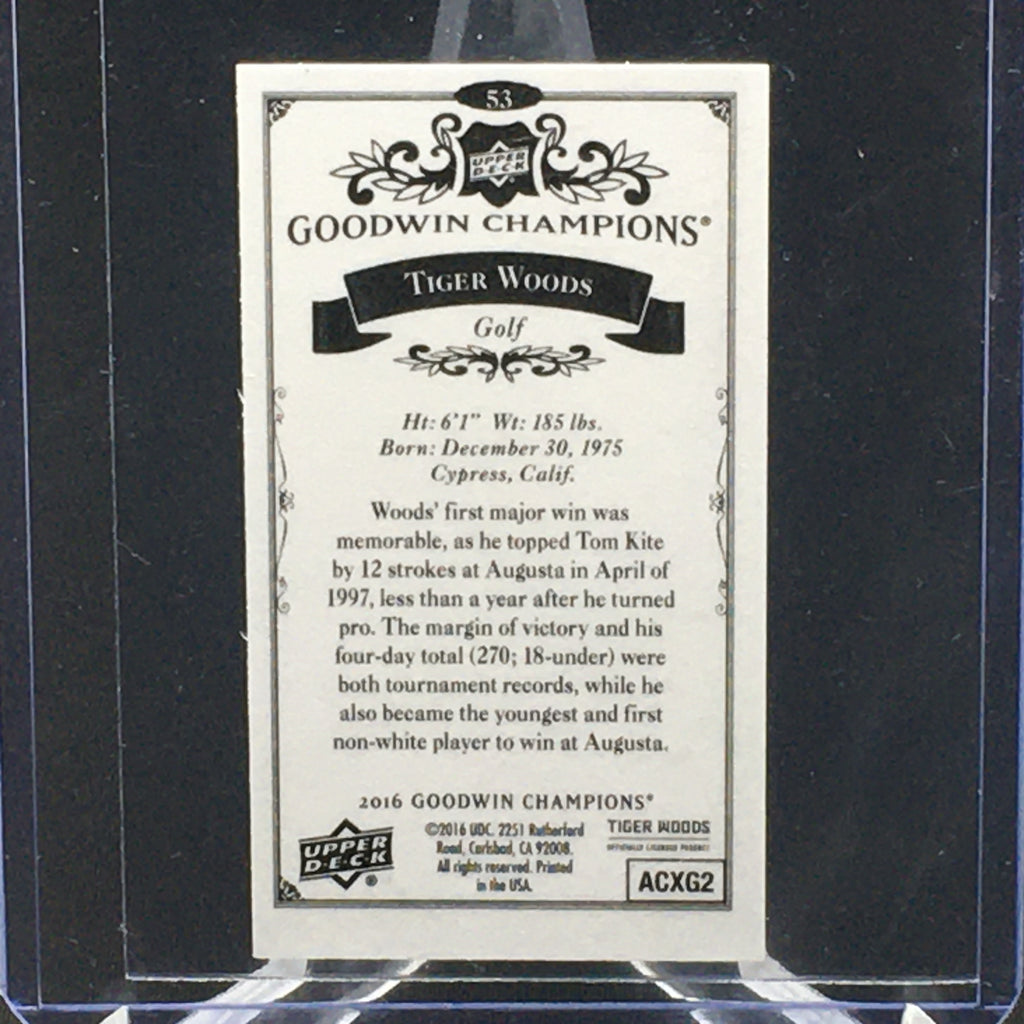 53
UPPER
D·E·C·K
GOODWIN CHAMPIONS®
TIGER WOODS
Golf
Ht: 6'1" Wt: 185 lbs.
Born: December 30, 1975
Cypress, Calif.
Woods' first major win was
memorable, as he topped Tom Kite
by 12 strokes at Augusta in April of
1997, less than a year after he turned
pro. The margin of victory and his
four-day total (270; 18-under) were
both tournament records, while he
also became the youngest and first
non-white player to win at Augusta.
2016 GOODWIN CHAMPIONS®
UPPER
D·E·C·K®
©2016 UDC. 2251 Rutherford
Road, Carlsbad, CA 92008.
All rights reserved. Printed
in the USA.
TIGER WOODS
OFFICIALLY LICENSED PRODUCT
ACXG2